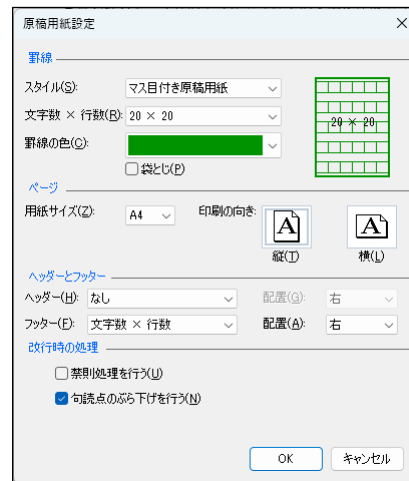 原稿用紙設定
罫線
スタイル(S): マス目付き原稿用紙
文字数 × 行数(R): 20 × 20
20 × 20
罫線の色(C):
袋とじ(P)
ページ
用紙サイズ(Z): A4 印刷の向き: A A
縦(T) 横(L)
ヘッダーとフッター
ヘッダー(H): なし 配置(G): 右
フッター(F): 文字数 × 行数 配置(A): 右
改行時の処理
禁則処理を行う(U)
句読点のぶら下げを行う(N)
OK キャンセル